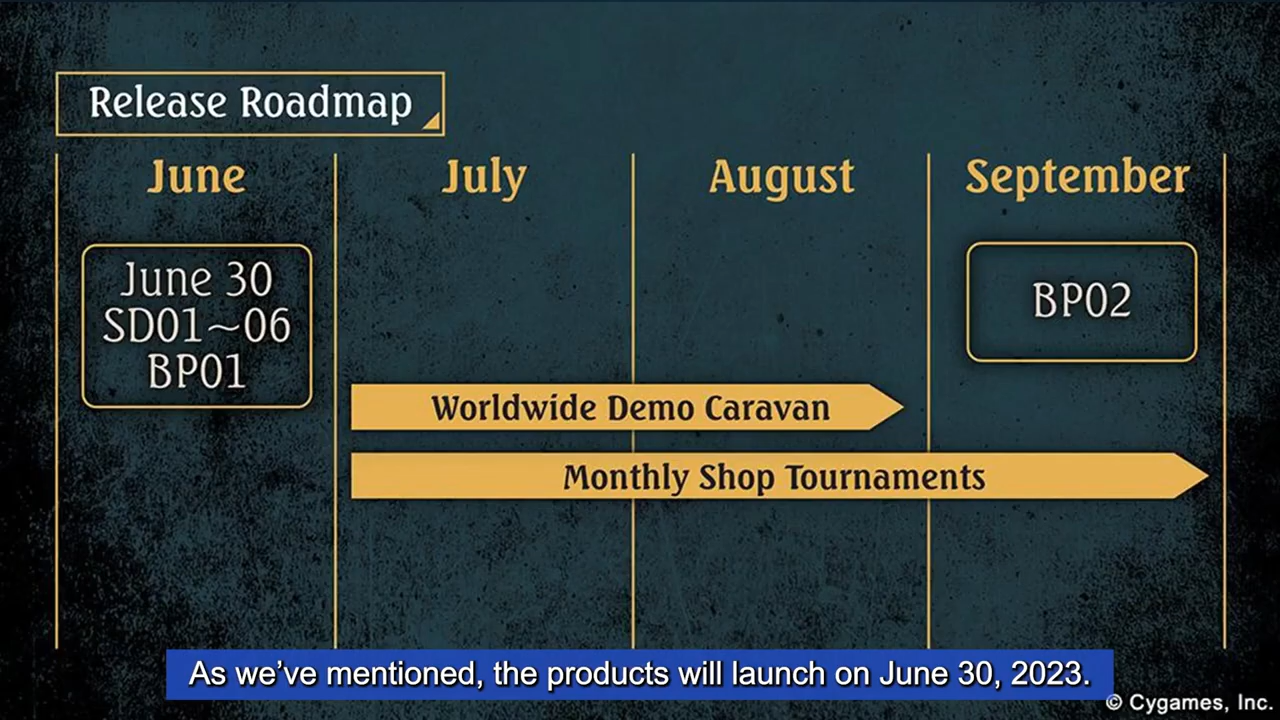 Release Roadmap
June
July
August
September
June 30
SD01~06
BP01
BP02
Worldwide Demo Caravan
Monthly Shop Tournaments
As we’ve mentioned, the products will launch on June 30, 2023.
© Cygames, Inc.